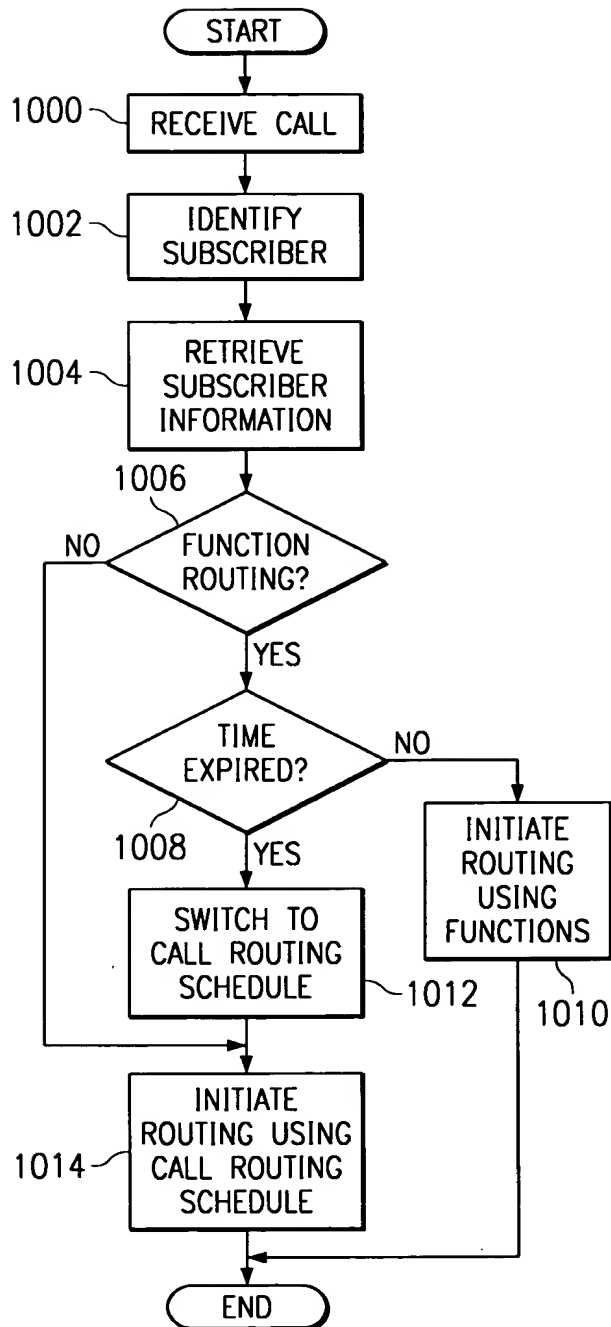 START
1000
RECEIVE CALL
1002
IDENTIFY
SUBSCRIBER
1004
RETRIEVE
SUBSCRIBER
INFORMATION
1006
NO
FUNCTION
ROUTING?
YES
TIME
EXPIRED?
NO
1008
YES
INITIATE
ROUTING
USING
FUNCTIONS
1010
SWITCH TO
CALL ROUTING
SCHEDULE
1012
INITIATE
ROUTING USING
CALL ROUTING
SCHEDULE
1014
END